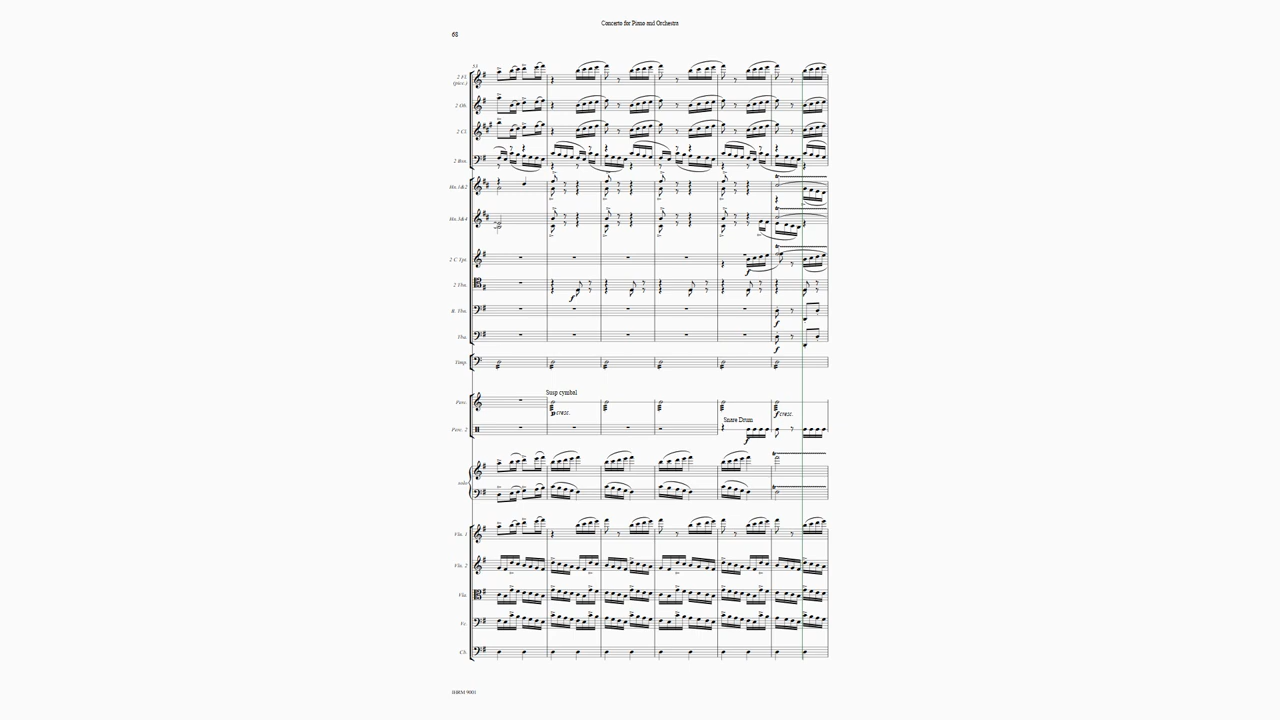 Concerto for Piano and Orchestra
68
53
2 Fl.
(picc.)
2 Ob.
2 Cl.
2 Bsn.
Hn.1&2
Hn.3&4
2 C Tpt.
2 Tbn.
f
B. Tbn.
f
Tba.
f
Timp.
Susp cymbal
Perc.
p cresc.
f cresc.
Snare Drum
Perc. 2
f
solo
Vln. 1
Vln. 2
Vla.
Vc.
Cb.
HRM 9001